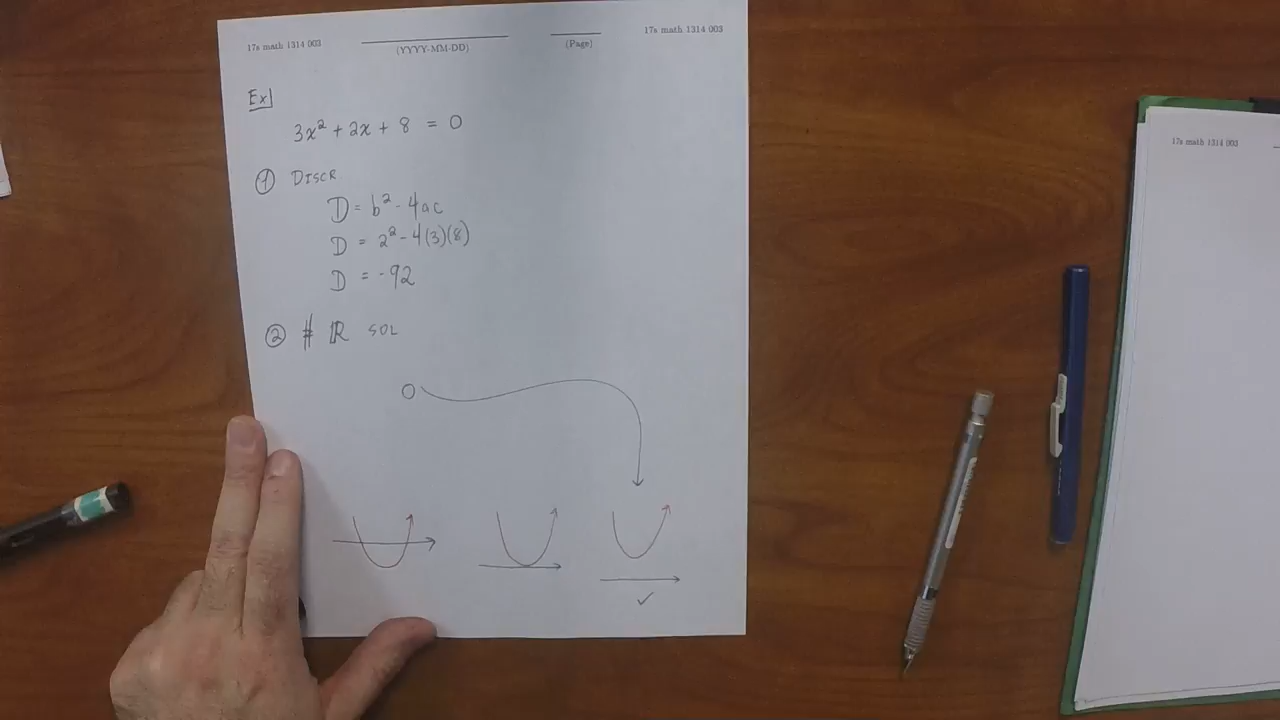 17s math 1314 003
(YYYY-MM-DD)
(Page)
17s math 1314 003
Ex1
3x² + 2x + 8 = 0
① DISCR
D = b² - 4ac
D = 2² - 4(3)(8)
D = -92
② # ℝ SOL
0
✓
17s math 1314 003